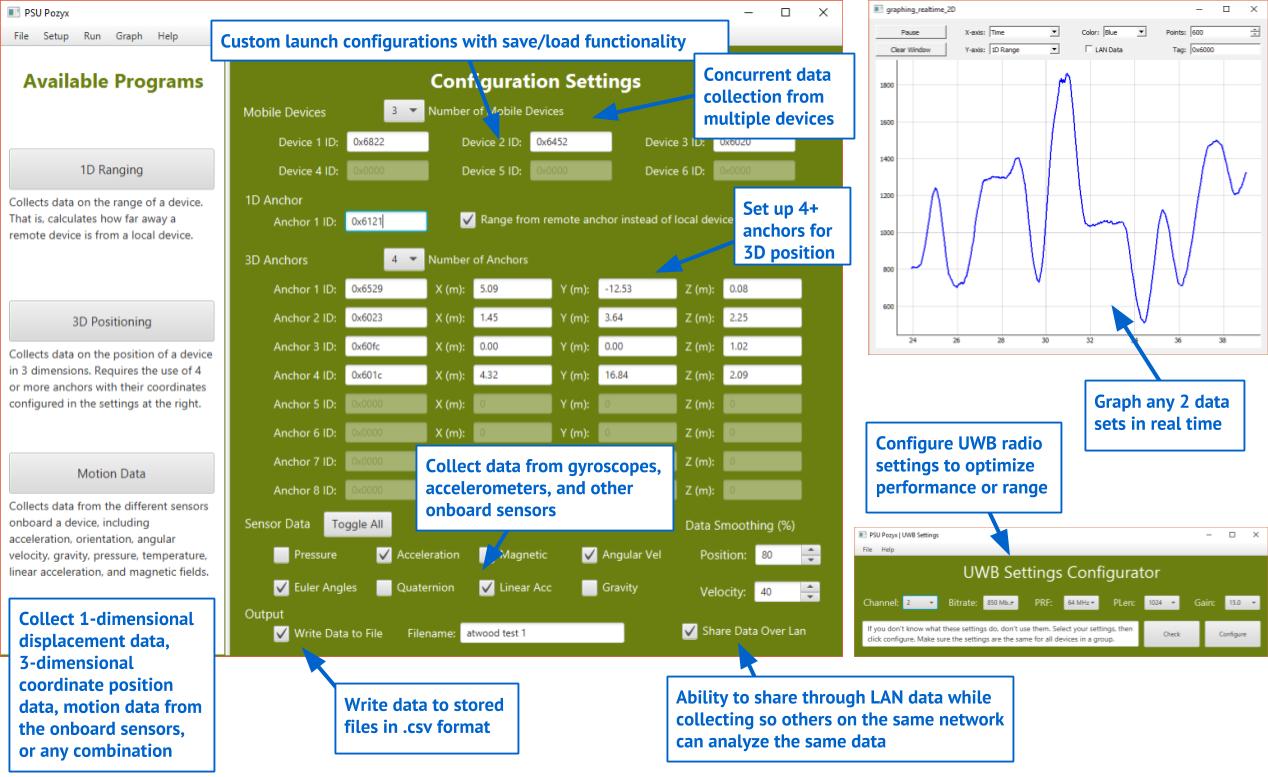 PSU Pozyx
File Setup Run Graph Help
Custom launch configurations with save/load functionality
Available Programs
1D Ranging
Collects data on the range of a device.
That is, calculates how far away a
remote device is from a local device.
3D Positioning
Collects data on the position of a device
in 3 dimensions. Requires the use of 4
or more anchors with their coordinates
configured in the settings at the right.
Motion Data
Collects data from the different sensors
onboard a device, including
acceleration, orientation, angular
velocity, gravity, pressure, temperature,
linear acceleration, and magnetic fields.
Collect 1-dimensional
displacement data,
3-dimensional
coordinate position
data, motion data from
the onboard sensors,
or any combination
Configuration Settings
Concurrent data
collection from
multiple devices
Mobile Devices 3 Number of Mobile Devices
Device 1 ID: 0x6822 Device 2 ID: 0x6452 Device 3 ID: 0x6020
Device 4 ID: 0x0000 Device 5 ID: 0x0000 Device 6 ID: 0x0000
1D Anchor
Anchor 1 ID: 0x6121 Range from remote anchor instead of local device
Set up 4+
anchors for
3D position
3D Anchors 4 Number of Anchors
Anchor 1 ID: 0x6529 X (m): 5.09 Y (m): -12.53 Z (m): 0.08
Anchor 2 ID: 0x6023 X (m): 1.45 Y (m): 3.64 Z (m): 2.25
Anchor 3 ID: 0x60fc X (m): 0.00 Y (m): 0.00 Z (m): 1.02
Anchor 4 ID: 0x601c X (m): 4.32 Y (m): 16.84 Z (m): 2.09
Anchor 5 ID: 0x0000 X (m): 0 Y (m): 0 Z (m): 0
Anchor 6 ID: 0x0000 X (m): 0 Y (m): 0 Z (m): 0
Anchor 7 ID: 0x0000 Z (m): 0
Anchor 8 ID: 0x0000 Z (m): 0
Collect data from gyroscopes,
accelerometers, and other
onboard sensors
Sensor Data Toggle All Data Smoothing (%)
Pressure Acceleration Magnetic Angular Vel Position: 80
Euler Angles Quaternion Linear Acc Gravity Velocity: 40
Output
Write Data to File Filename: atwood test 1 Share Data Over Lan
Write data to stored
files in .csv format
Ability to share through LAN data while
collecting so others on the same network
can analyze the same data
graphing_realtime_2D
Pause X-axis: Time Color: Blue Points: 600
Clear Window Y-axis: 1D Range LAN Data Tag: 0x6000
1800
1600
1400
1200
1000
800
600
24 26 28 30 32 34 36 38
Graph any 2 data
sets in real time
Configure UWB radio
settings to optimize
performance or range
PSU Pozyx | UWB Settings
File Help
UWB Settings Configurator
Channel: 2 Bitrate: 850 Mb... PRF: 64 MHz PLen: 1024 Gain: 15.0
If you don't know what these settings do, don't use them. Select your settings, then
click configure. Make sure the settings are the same for all devices in a group.
Check Configure